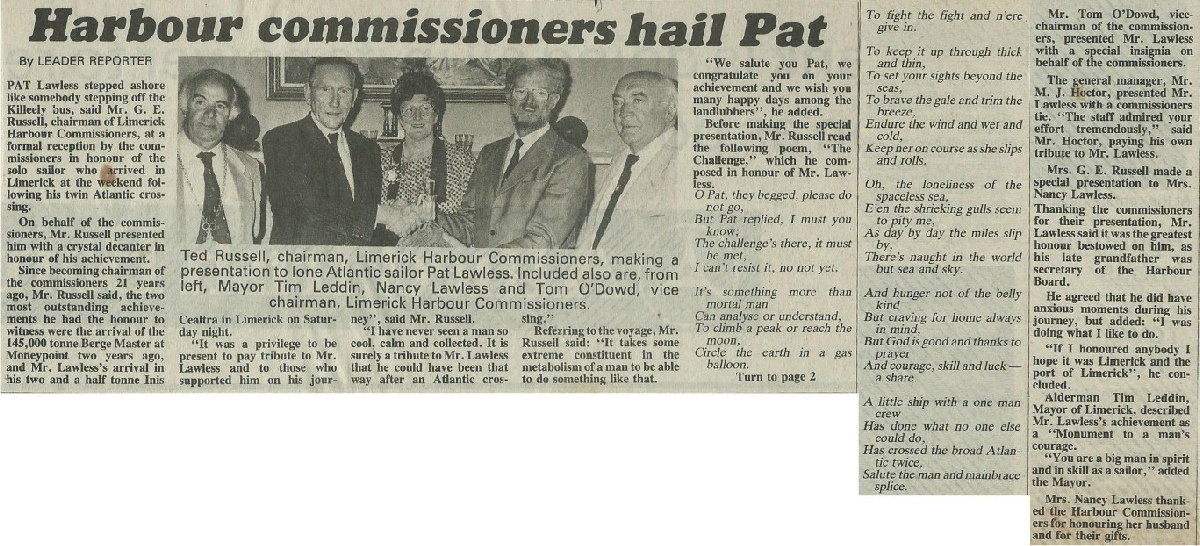 Harbour commissioners hail Pat
By LEADER REPORTER
PAT Lawless stepped ashore
like somebody stepping off the
Killeely bus, said Mr. G. E.
Russell, chairman of Limerick
Harbour Commissioners, at a
formal reception by the com-
missioners in honour of the
solo sailor who arrived in
Limerick at the weekend fol-
lowing his twin Atlantic cros-
sing.
On behalf of the commis-
sioners, Mr. Russell presented
him with a crystal decanter in
honour of his achievement.
Since becoming chairman of
the commissioners 21 years
ago, Mr. Russell said, the two
most outstanding achieve-
ments he had the honour to
witness were the arrival of the
145,000 tonne Berge Master at
Moneypoint two years ago,
and Mr. Lawless's arrival in
his two and a half tonne Inis
Ted Russell, chairman, Limerick Harbour Commissioners, making a
presentation to lone Atlantic sailor Pat Lawless. Included also are, from
left, Mayor Tim Leddin, Nancy Lawless and Tom O'Dowd, vice
chairman, Limerick Harbour Commissioners.
Cealtra in Limerick on Satur-
day night.
"It was a privilege to be
present to pay tribute to Mr.
Lawless and to those who
supported him on his jour-
ney", said Mr. Russell.
"I have never seen a man so
cool, calm and collected. It is
surely a tribute to Mr. Lawless
that he could have been that
way after an Atlantic cros-
sing."
Referring to the voyage, Mr.
Russell said: "It takes some
extreme constituent in the
metabolism of a man to be able
to do something like that.
"We salute you Pat, we
congratulate you on your
achievement and we wish you
many happy days among the
landlubbers", he added.
Before making the special
presentation, Mr. Russell read
the following poem, "The
Challenge," which he com-
posed in honour of Mr. Law-
less.
O Pat, they begged, please do
not go,
But Pat replied, I must you
know,
The challenge's there, it must
be met,
I can't resist it, no not yet.
It's something more than
mortal man
Can analyse or understand,
To climb a peak or reach the
moon,
Circle the earth in a gas
balloon.
Turn to page 2
To fight the fight and n'ere
give in.
To keep it up through thick
and thin,
To set your sights beyond the
seas,
To brave the gale and trim the
breeze,
Endure the wind and wet and
cold,
Keep her on course as she slips
and rolls.
Oh, the loneliness of the
spaceless sea,
E'en the shrieking gulls seem
to pity me,
As day by day the miles slip
by.
There's naught in the world
but sea and sky.
And hunger not of the belly
kind
But craving for home always
in mind.
But God is good and thanks to
prayer
And courage, skill and luck—
a share
A little ship with a one man
crew
Has done what no one else
could do,
Has crossed the broad Atlan-
tic twice,
Salute the man and mainbrace
splice.
Mr. Tom O'Dowd, vice-
chairman of the commission-
ers, presented Mr. Lawless
with a special insignia on
behalf of the commissioners.
The general manager, Mr.
M. J. Hoctor, presented Mr.
Lawless with a commissioners
tie. "The staff admired your
effort tremendously," said
Mr. Hoctor, paying his own
tribute to Mr. Lawless.
Mrs. G. E. Russell made a
special presentation to Mrs.
Nancy Lawless.
Thanking the commissioners
for their presentation, Mr.
Lawless said it was the greatest
honour bestowed on him, as
his late grandfather was
secretary of the Harbour
Board.
He agreed that he did have
anxious moments during his
journey, but added: "I was
doing what I like to do.
"If I honoured anybody I
hope it was Limerick and the
port of Limerick", he con-
cluded.
Alderman Tim Leddin,
Mayor of Limerick, described
Mr. Lawless's achievement as
a "Monument to a man's
courage.
"You are a big man in spirit
and in skill as a sailor," added
the Mayor.
Mrs. Nancy Lawless thank-
ed the Harbour Commission-
ers for honouring her husband
and for their gifts.